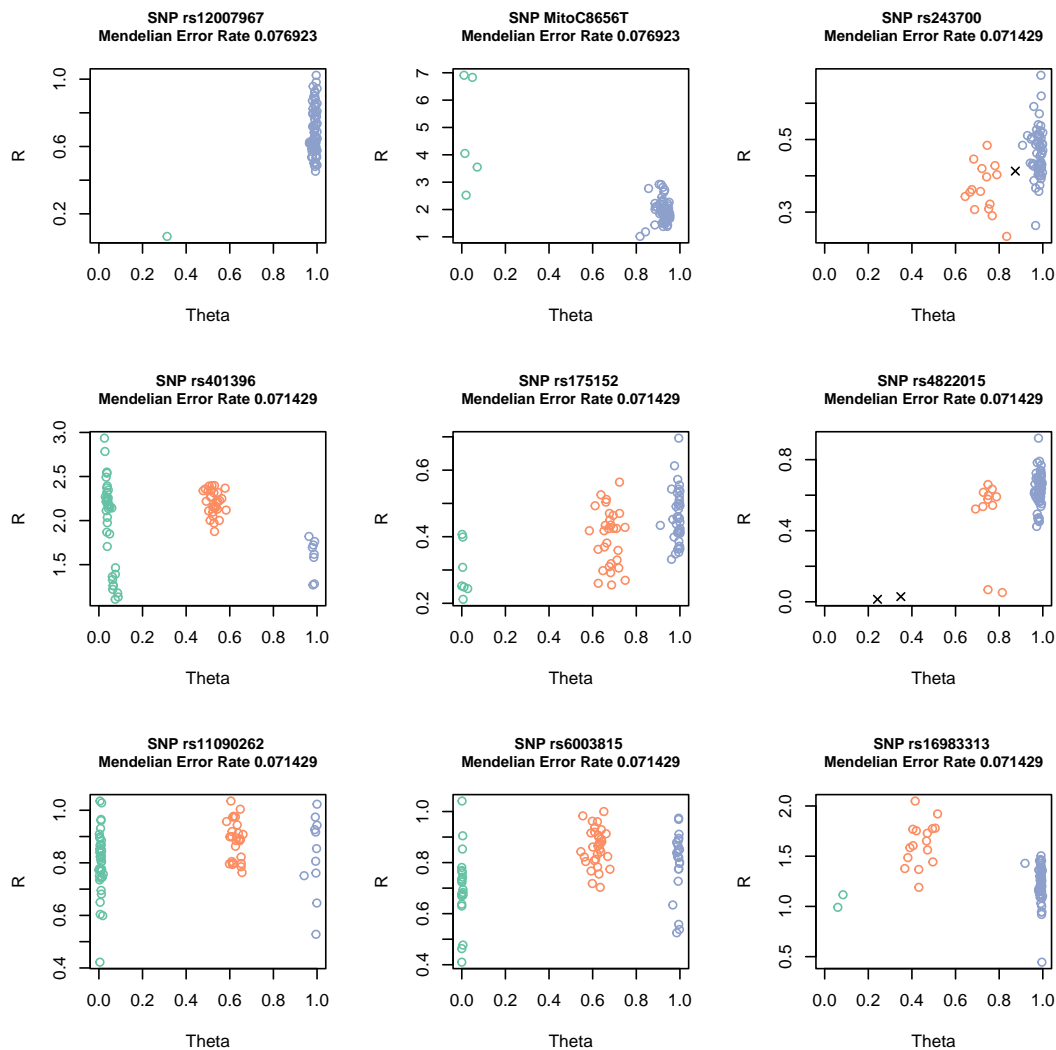 SNP rs12007967
Mendelian Error Rate 0.076923
R
1.0
0.6
0.2
0.0 0.2 0.4 0.6 0.8 1.0
Theta
SNP MitoC8656T
Mendelian Error Rate 0.076923
R
7
6
5
4
3
2
1
0.0 0.2 0.4 0.6 0.8 1.0
Theta
SNP rs243700
Mendelian Error Rate 0.071429
R
0.5
0.3
0.0 0.2 0.4 0.6 0.8 1.0
Theta
SNP rs401396
Mendelian Error Rate 0.071429
R
3.0
2.5
2.0
1.5
0.0 0.2 0.4 0.6 0.8 1.0
Theta
SNP rs175152
Mendelian Error Rate 0.071429
R
0.6
0.4
0.2
0.0 0.2 0.4 0.6 0.8 1.0
Theta
SNP rs4822015
Mendelian Error Rate 0.071429
R
0.8
0.4
0.0
0.0 0.2 0.4 0.6 0.8 1.0
Theta
SNP rs11090262
Mendelian Error Rate 0.071429
R
1.0
0.8
0.6
0.4
0.0 0.2 0.4 0.6 0.8 1.0
Theta
SNP rs6003815
Mendelian Error Rate 0.071429
R
1.0
0.8
0.6
0.4
0.0 0.2 0.4 0.6 0.8 1.0
Theta
SNP rs16983313
Mendelian Error Rate 0.071429
R
2.0
1.5
1.0
0.5
0.0 0.2 0.4 0.6 0.8 1.0
Theta